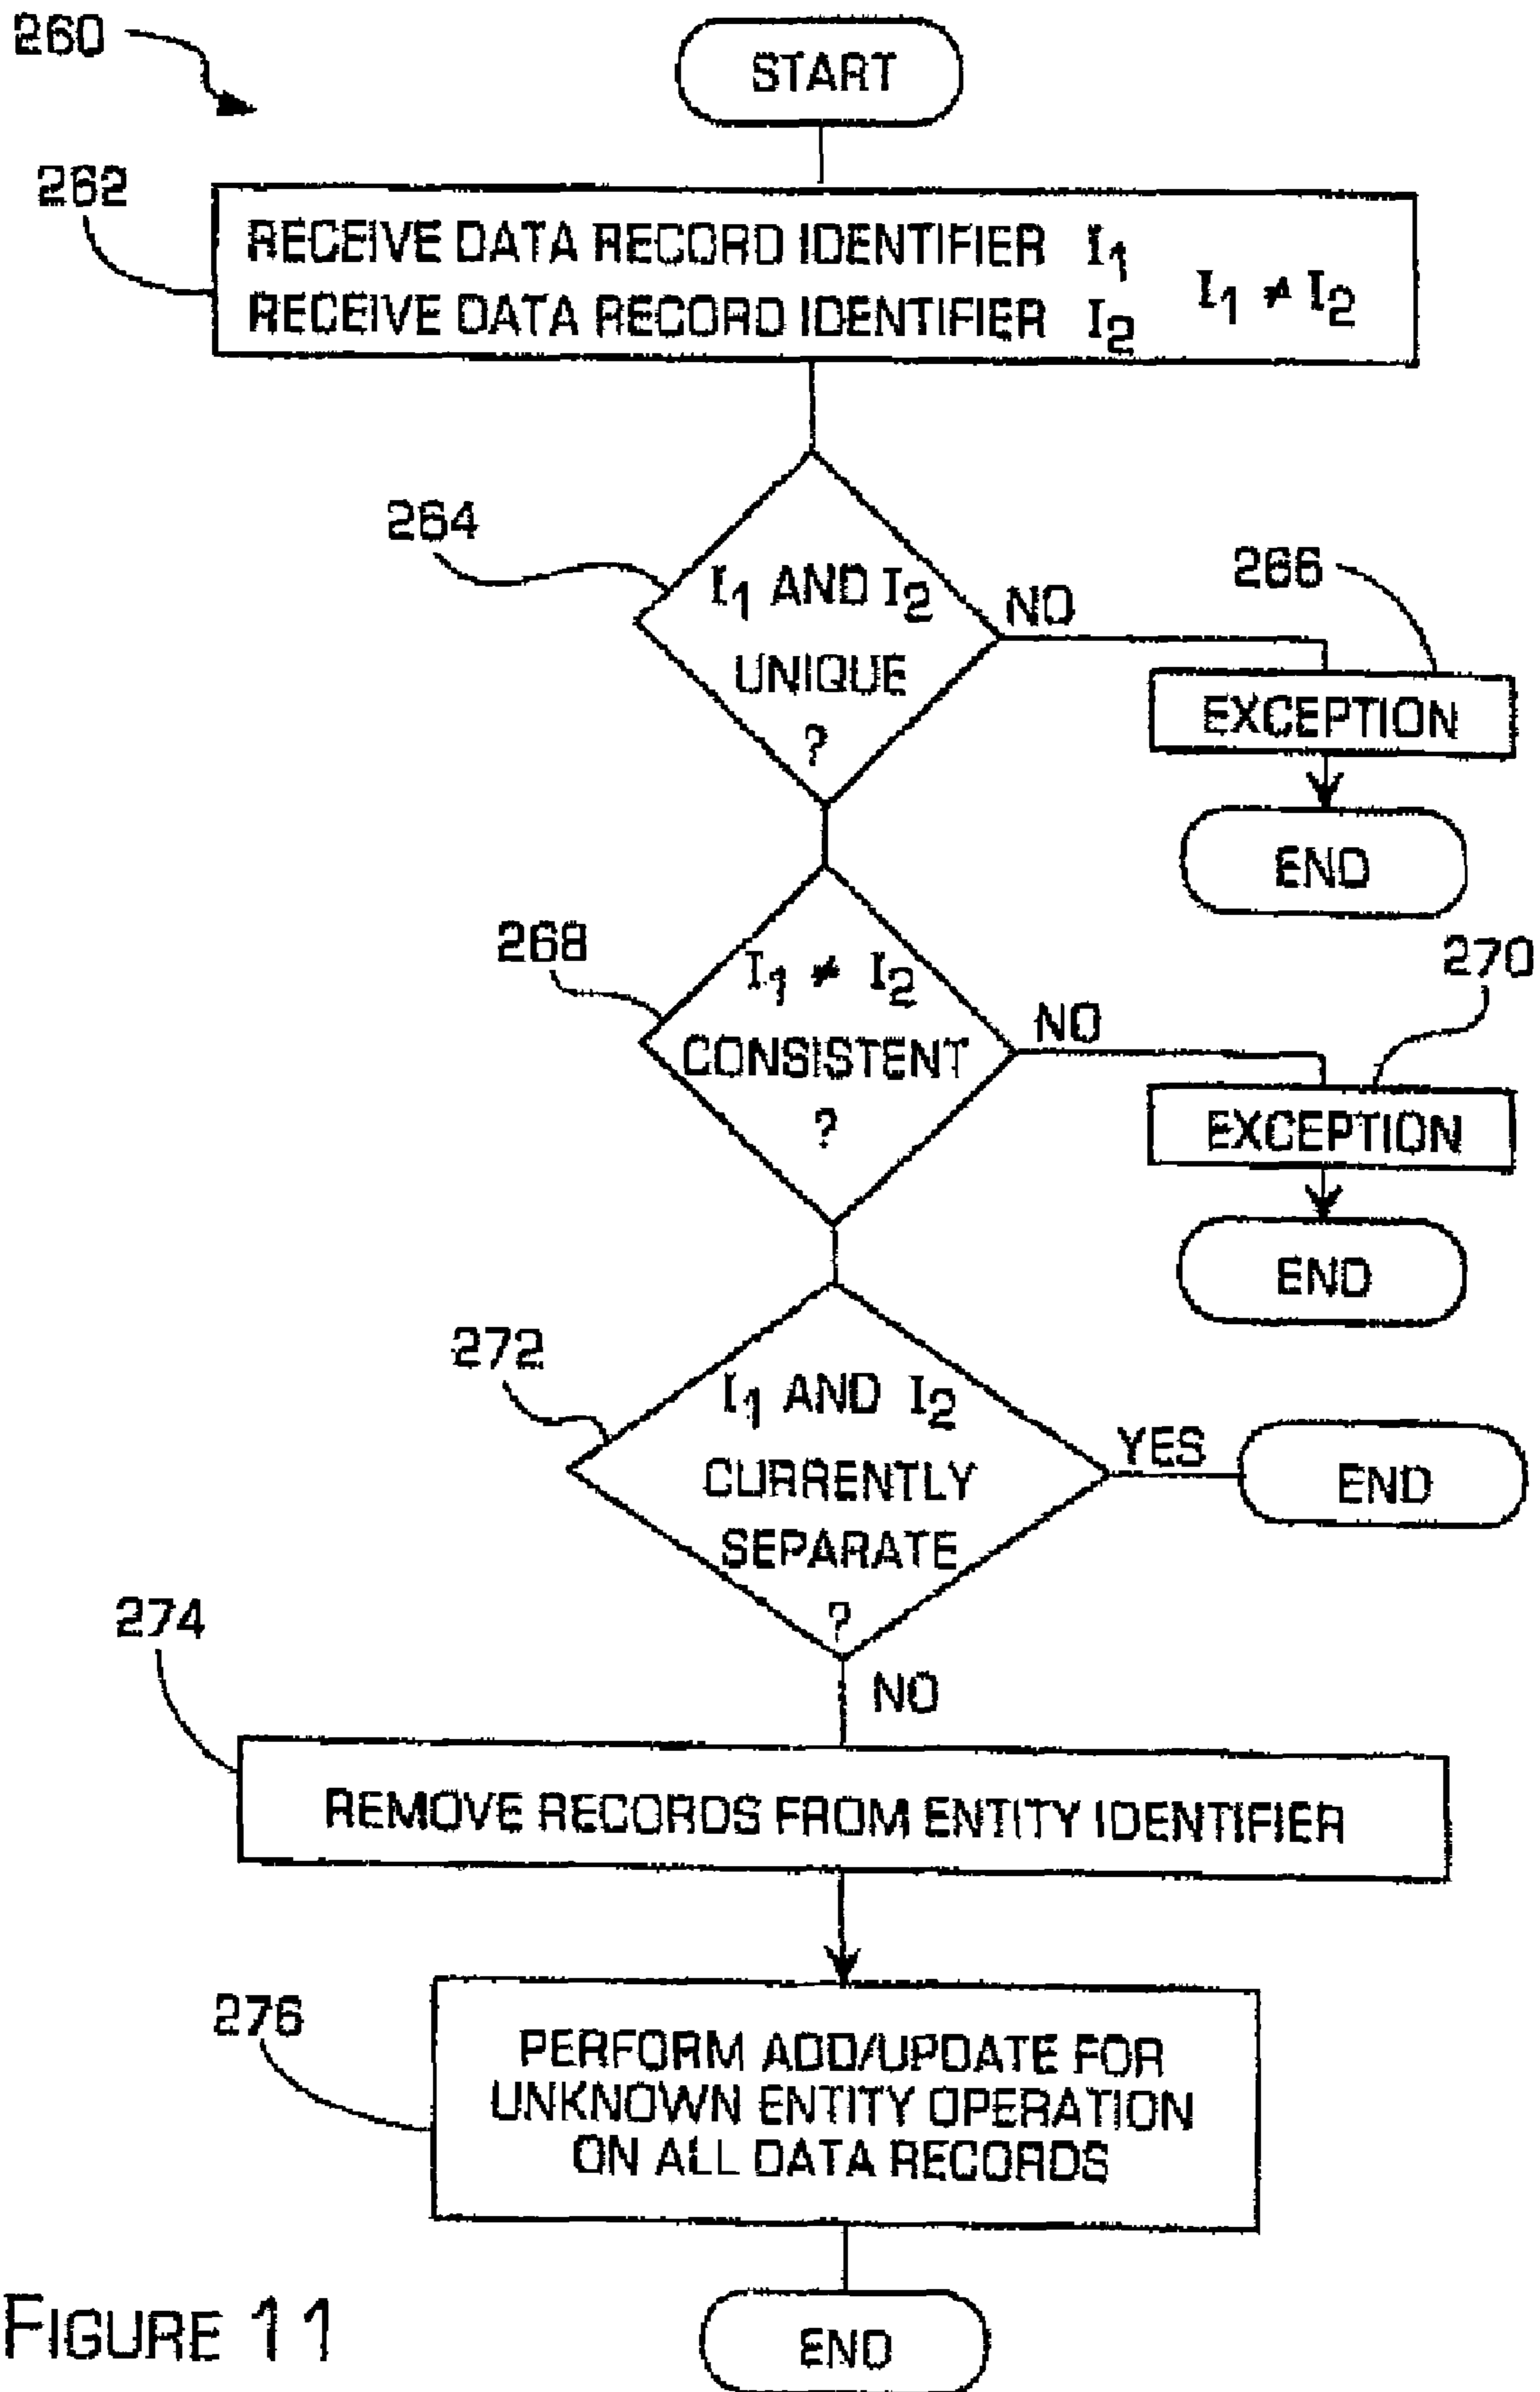 260
START
262
RECEIVE DATA RECORD IDENTIFIER I1
RECEIVE DATA RECORD IDENTIFIER I2
I1 ≠ I2
264
I1 AND I2
UNIQUE
?
NO
266
EXCEPTION
END
268
I1 ≠ I2
CONSISTENT
?
NO
270
EXCEPTION
END
272
I1 AND I2
CURRENTLY
SEPARATE
?
YES
END
NO
274
REMOVE RECORDS FROM ENTITY IDENTIFIER
276
PERFORM ADD/UPDATE FOR
UNKNOWN ENTITY OPERATION
ON ALL DATA RECORDS
END
FIGURE 11